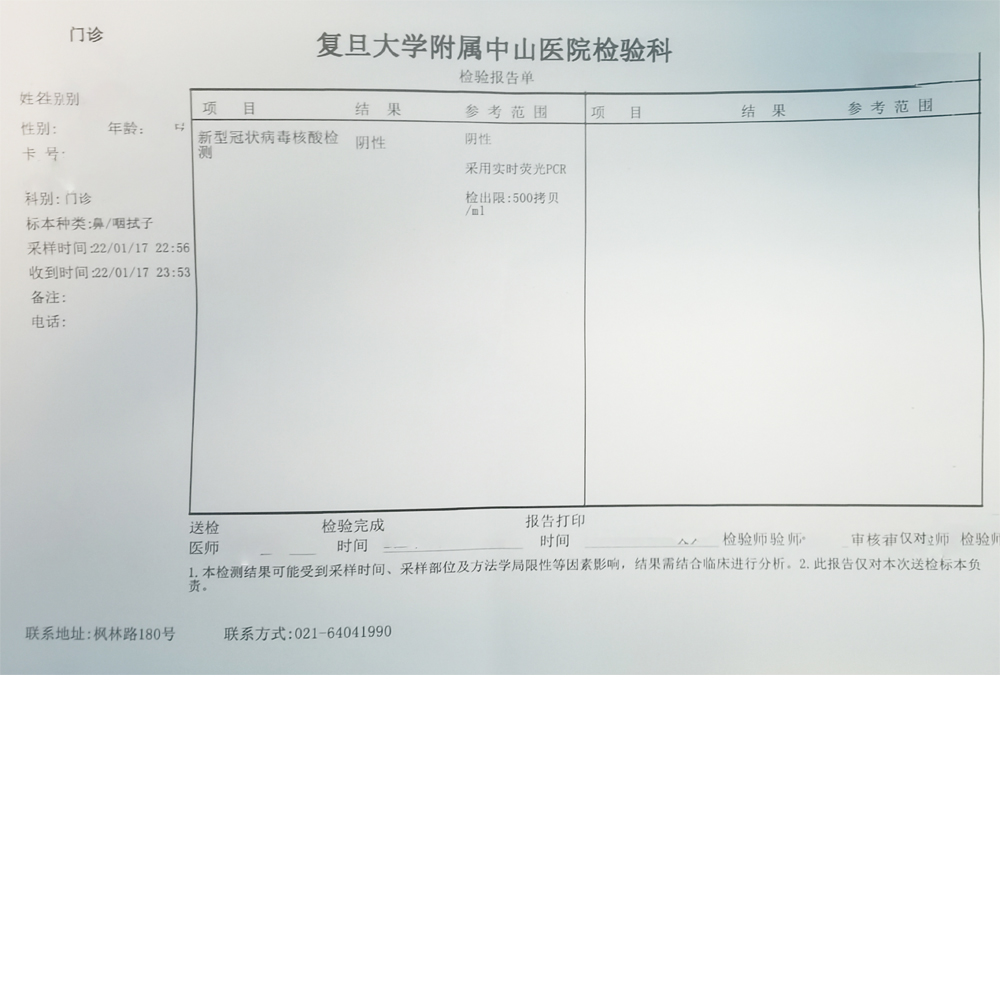 门诊
复旦大学附属中山医院检验科
检验报告单
姓名
性别: 年龄:
卡 号
科别:门诊
标本种类:鼻/咽拭子
采样时间:22/01/17 22:56
收到时间:22/01/17 23:53
备注:
电话:
项 目 结 果 参 考 范 围 项 目 结 果 参 考 范 围
新型冠状病毒核酸检 阴性 阴性
测
采用实时荧光PCR
检出限:500拷贝
/ml
送检 检验完成 报告打印
医师 时间 时间 检验师 审核 检验师
1.本检测结果可能受到采样时间、采样部位及方法学局限性等因素影响，结果需结合临床进行分析。2.此报告仅对本次送检标本负
责。
联系地址:枫林路180号 联系方式:021-64041990